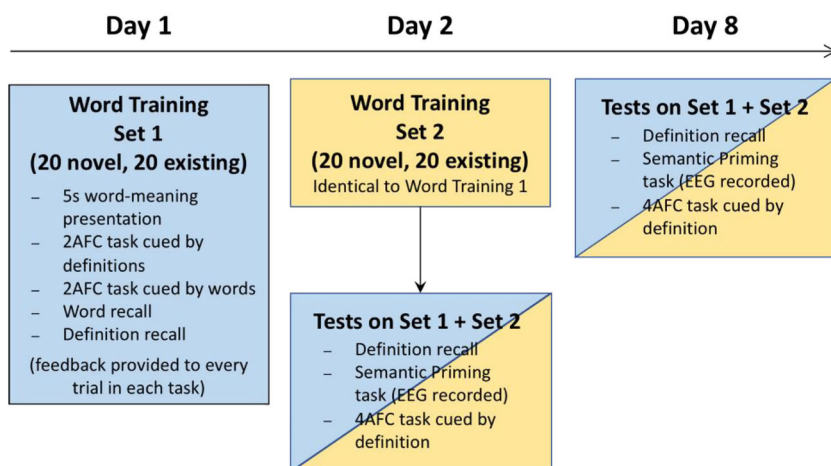 Day 1
Day 2
Day 8
Word Training
Set 1
(20 novel, 20 existing)
– 5s word-meaning
presentation
– 2AFC task cued by
definitions
– 2AFC task cued by words
– Word recall
– Definition recall
(feedback provided to every
trial in each task)
Word Training
Set 2
(20 novel, 20 existing)
Identical to Word Training 1
Tests on Set 1 + Set 2
– Definition recall
– Semantic Priming
task (EEG recorded)
– 4AFC task cued by
definition
Tests on Set 1 + Set 2
– Definition recall
– Semantic Priming
task (EEG recorded)
– 4AFC task cued by
definition